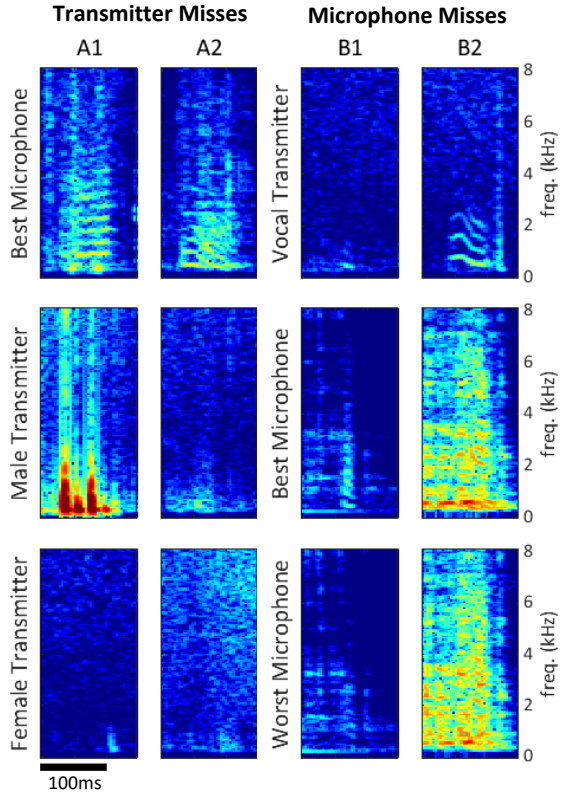 Transmitter Misses Microphone Misses
A1 A2 B1 B2
Best Microphone
Vocal Transmitter
8
6
4
2
0
freq. (kHz)
Male Transmitter
Best Microphone
8
6
4
2
0
freq. (kHz)
Female Transmitter
Worst Microphone
8
6
4
2
0
freq. (kHz)
100ms